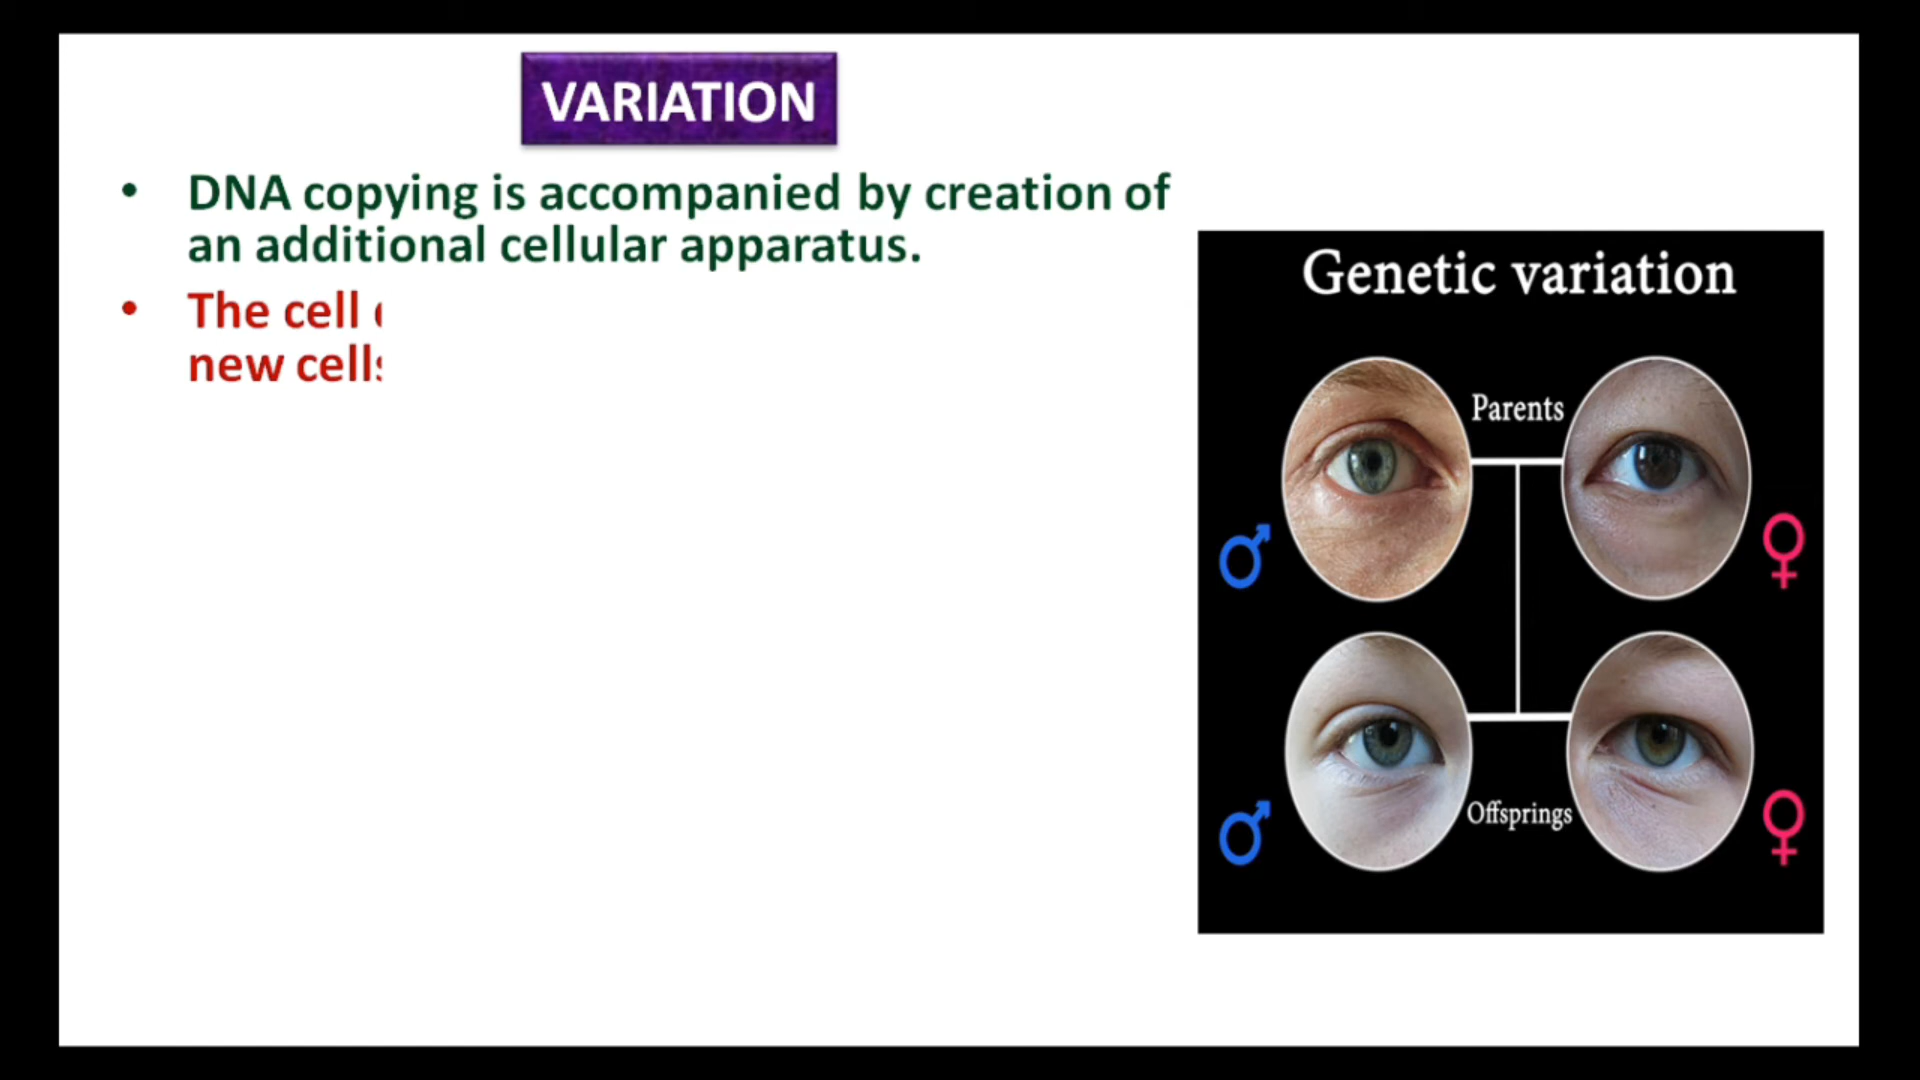 VARIATION
• DNA copying is accompanied by creation of
an additional cellular apparatus.
• The cell
new cells
Genetic variation
Parents
♂
♀
Offsprings
♂
♀